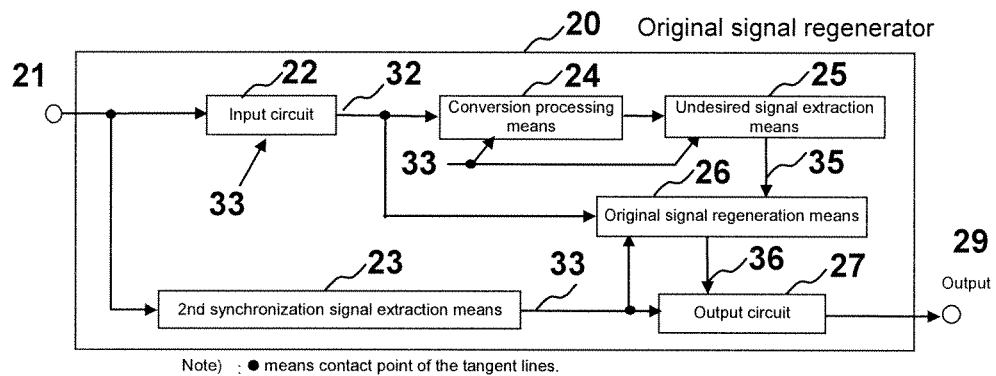 20 Original signal regenerator
21
22 32 24 25
Input circuit
Conversion processing
means
Undesired signal extraction
means
33
33
26 35
Original signal regeneration means
23 33 36 27 29
Output
2nd synchronization signal extraction means
Output circuit
Note) : ● means contact point of the tangent lines.